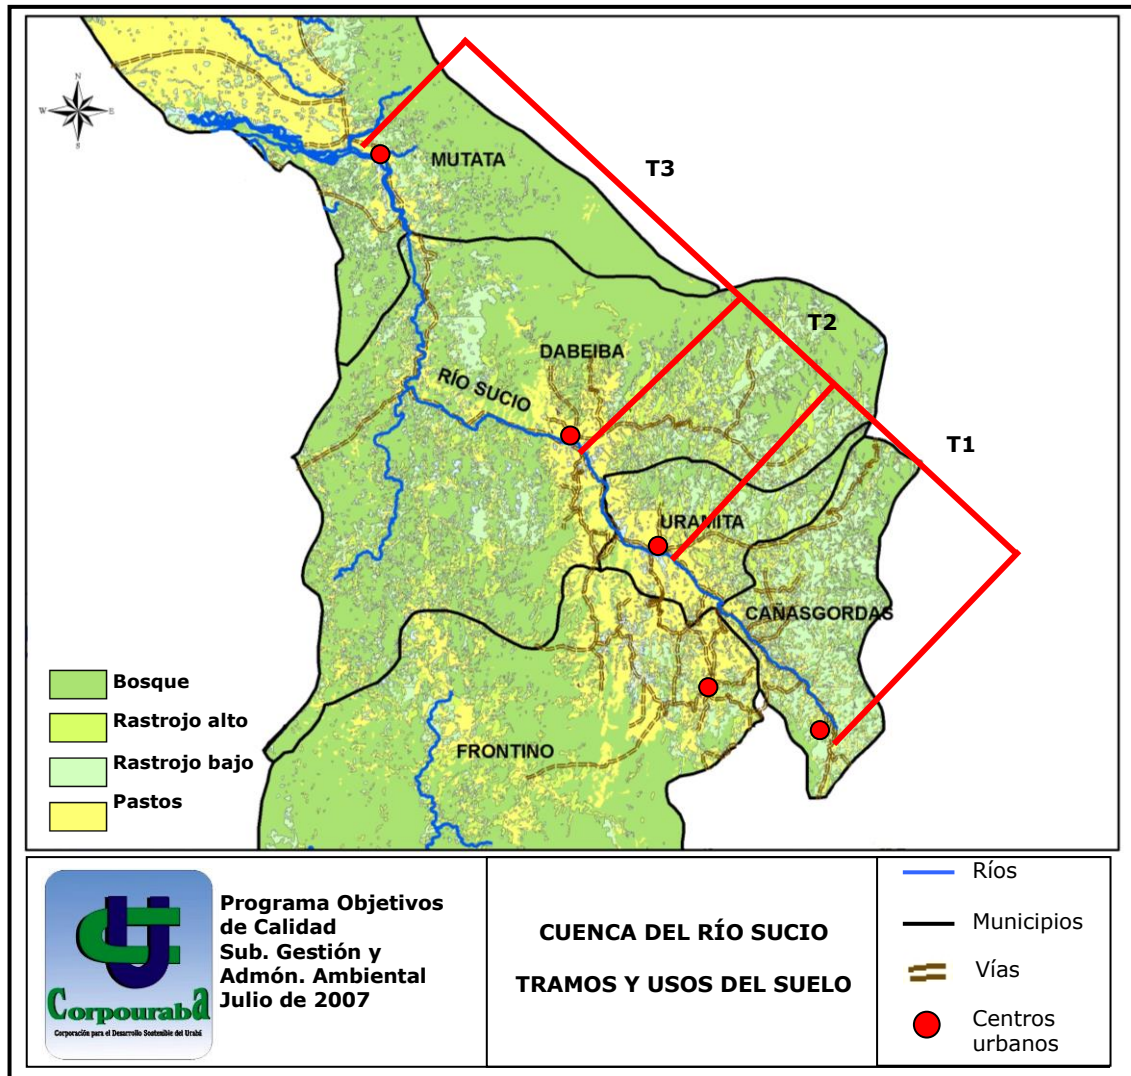 N
W
E
S
MUTATA
T3
T2
DABEIBA
RÍO SUCIO
T1
URAMITA
CAÑASGORDAS
FRONTINO
Bosque
Rastrojo alto
Rastrojo bajo
Pastos
Corpouraba
Corporación para el Desarrollo Sostenible del Urabá
Programa Objetivos
de Calidad
Sub. Gestión y
Admón. Ambiental
Julio de 2007
CUENCA DEL RÍO SUCIO
TRAMOS Y USOS DEL SUELO
Ríos
Municipios
Vías
Centros
urbanos